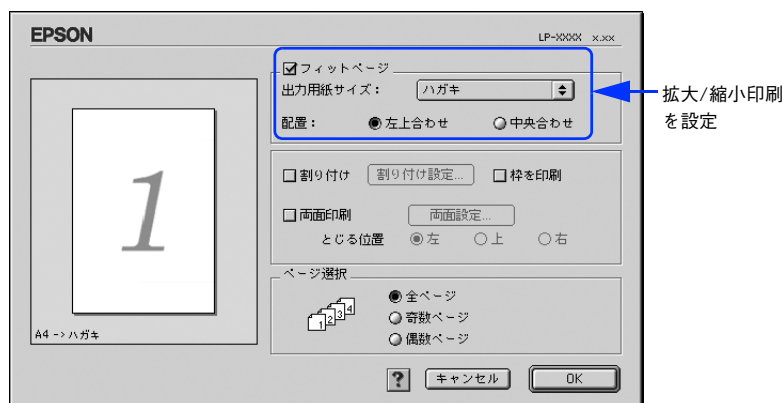 EPSON
LP-XXXX x.xx
フィットページ
出力用紙サイズ： ハガキ
配置： 左上合わせ 中央合わせ
拡大/縮小印刷
を設定
割り付け 割り付け設定... 枠を印刷
両面印刷 両面設定...
とじる位置 左 上 右
1
A4 ->ハガキ
ページ選択
1 2 3 4
全ページ
奇数ページ
偶数ページ
? キャンセル OK